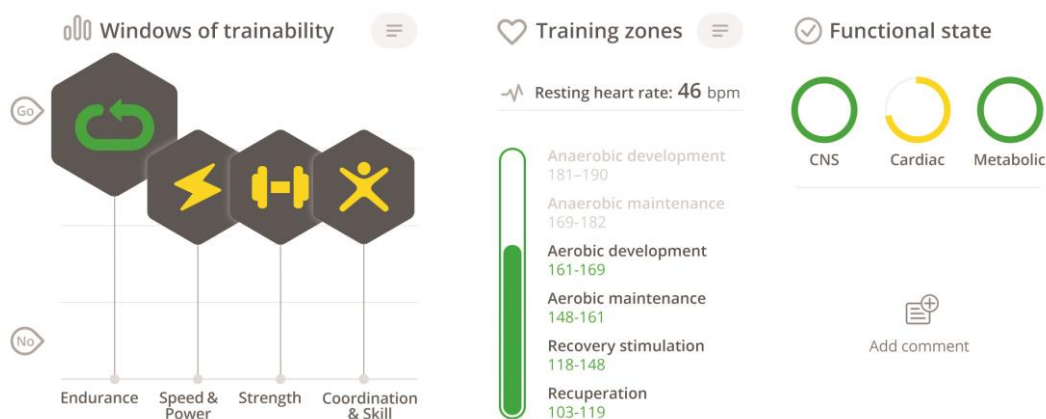 Windows of trainability
Go
No
Endurance
Speed &
Power
Strength
Coordination
& Skill
Training zones
Resting heart rate: 46 bpm
Anaerobic development
181–190
Anaerobic maintenance
169-182
Aerobic development
161-169
Aerobic maintenance
148-161
Recovery stimulation
118-148
Recuperation
103-119
Functional state
CNS
Cardiac
Metabolic
Add comment